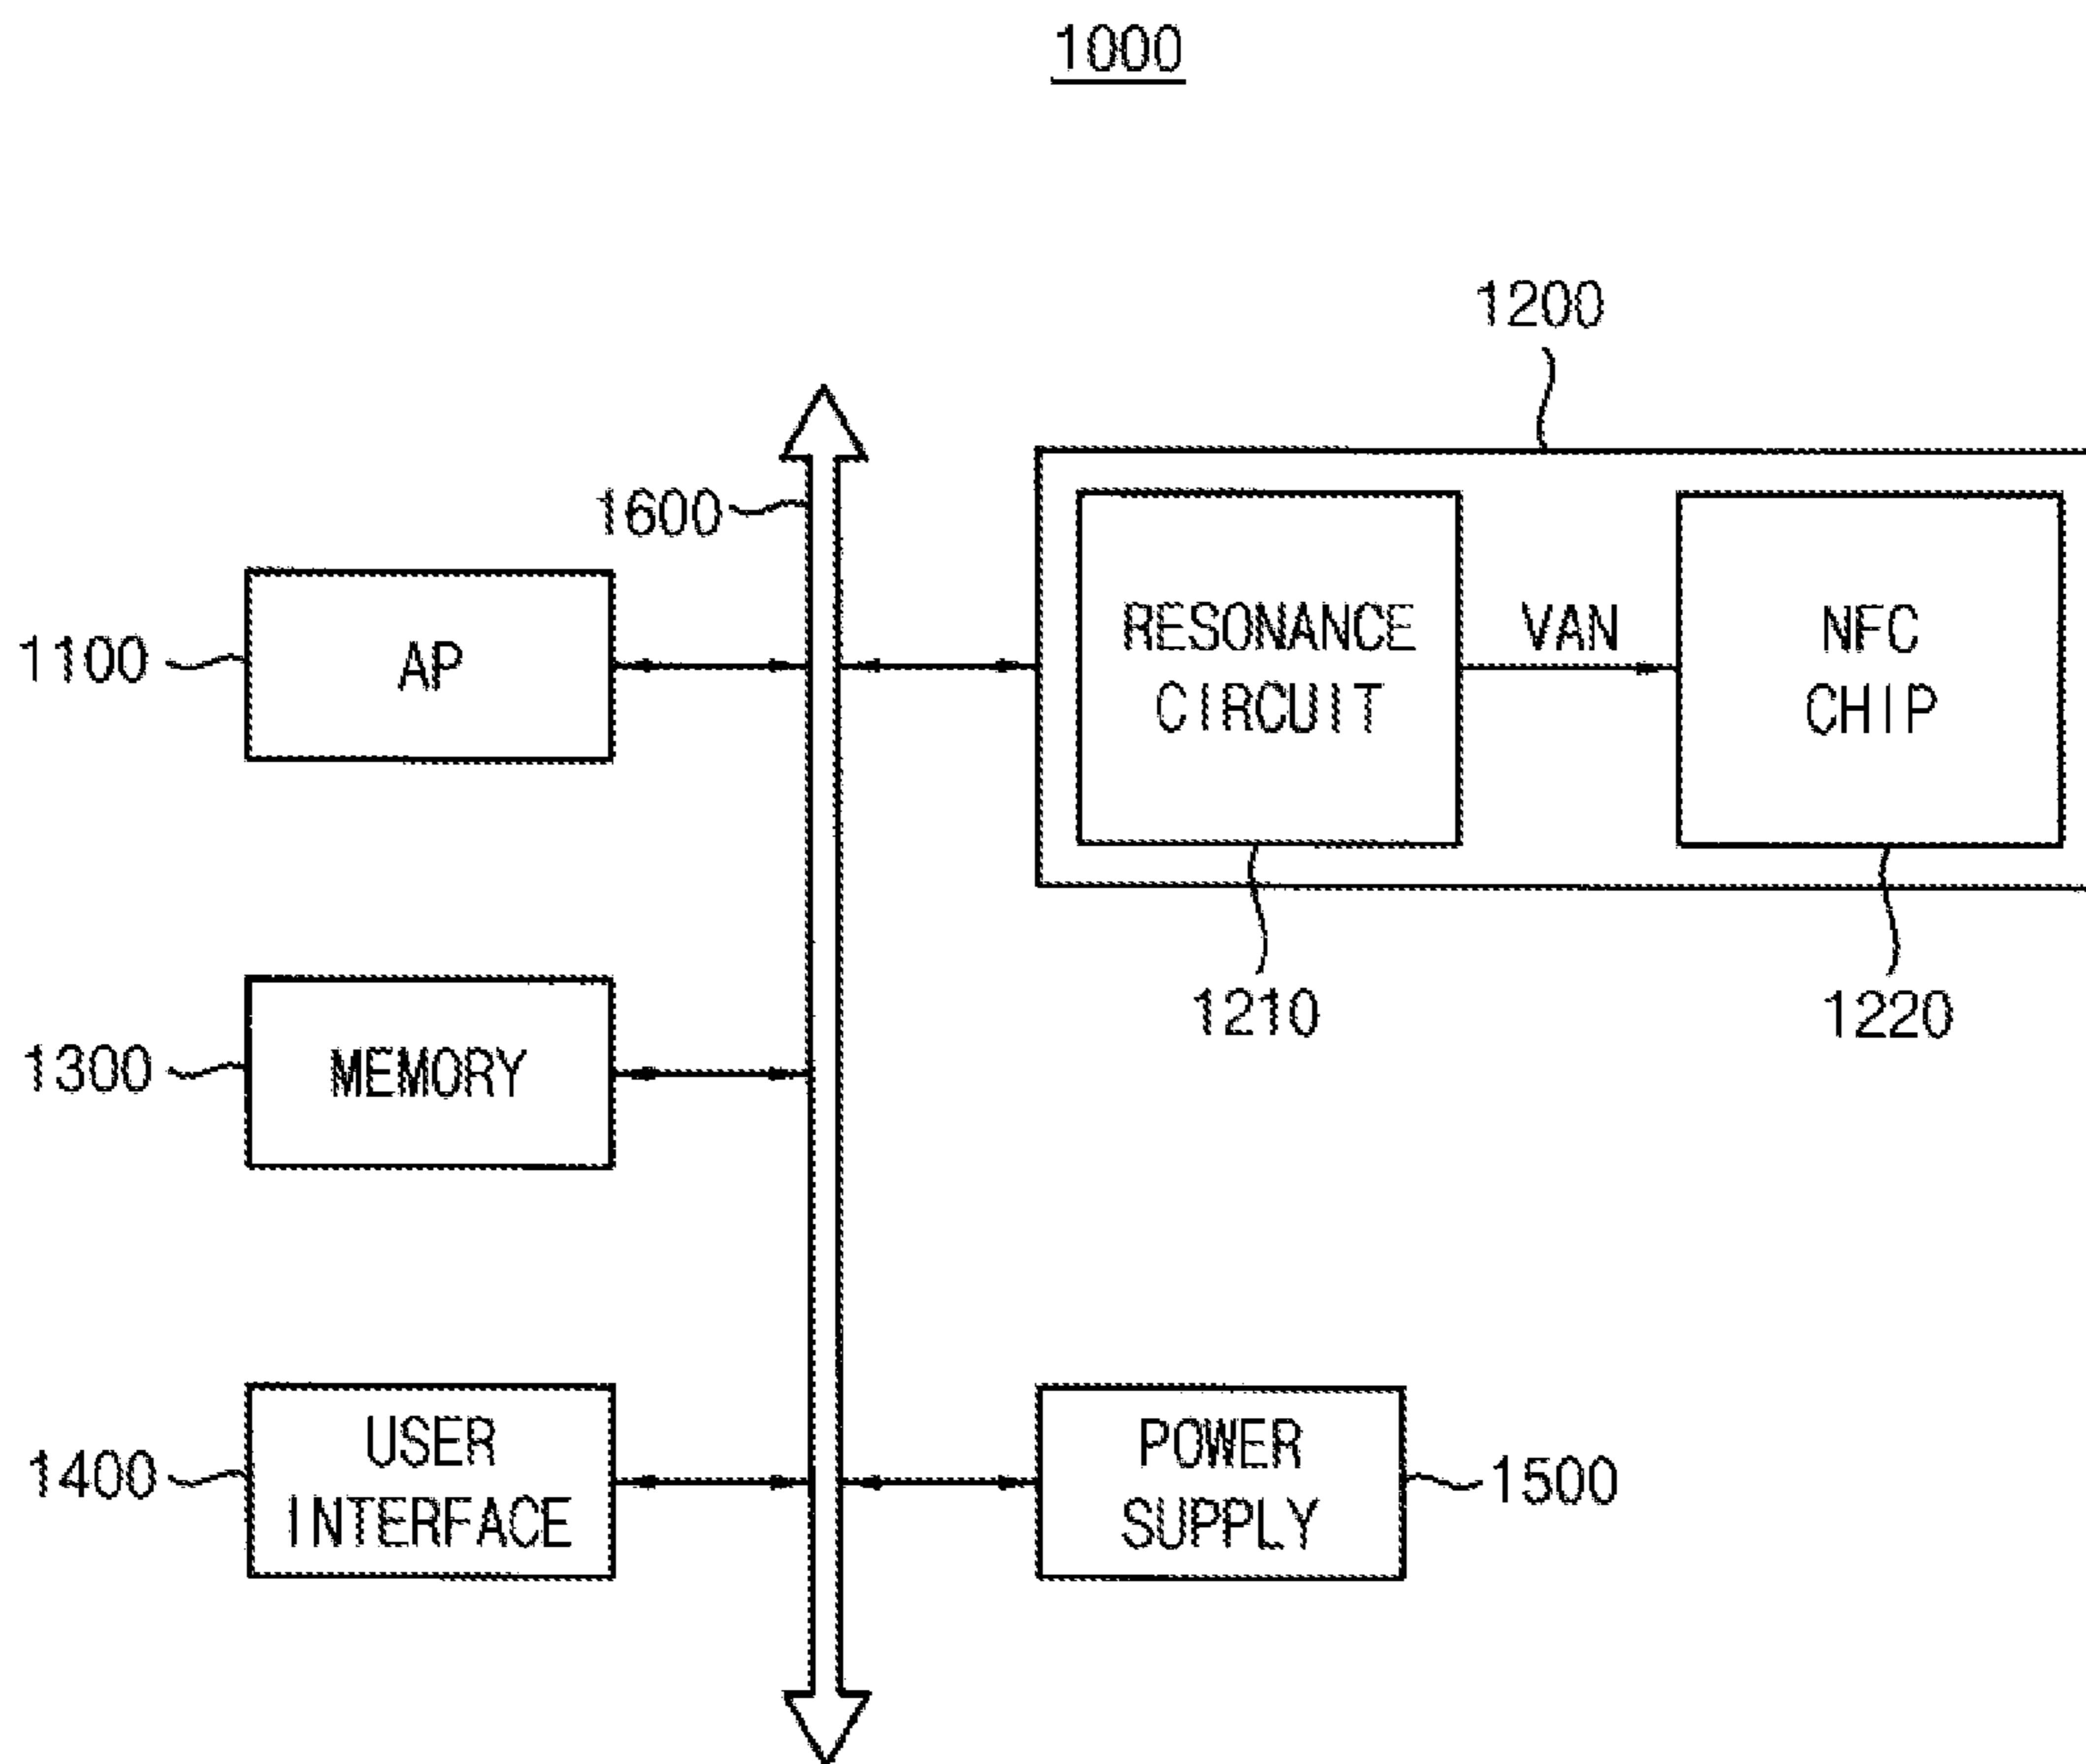 1000
1200
1600
1100
AP
RESONANCE
CIRCUIT
VAN
NFC
CHIP
1210
1220
1300
MEMORY
1400
USER
INTERFACE
POWER
SUPPLY
1500